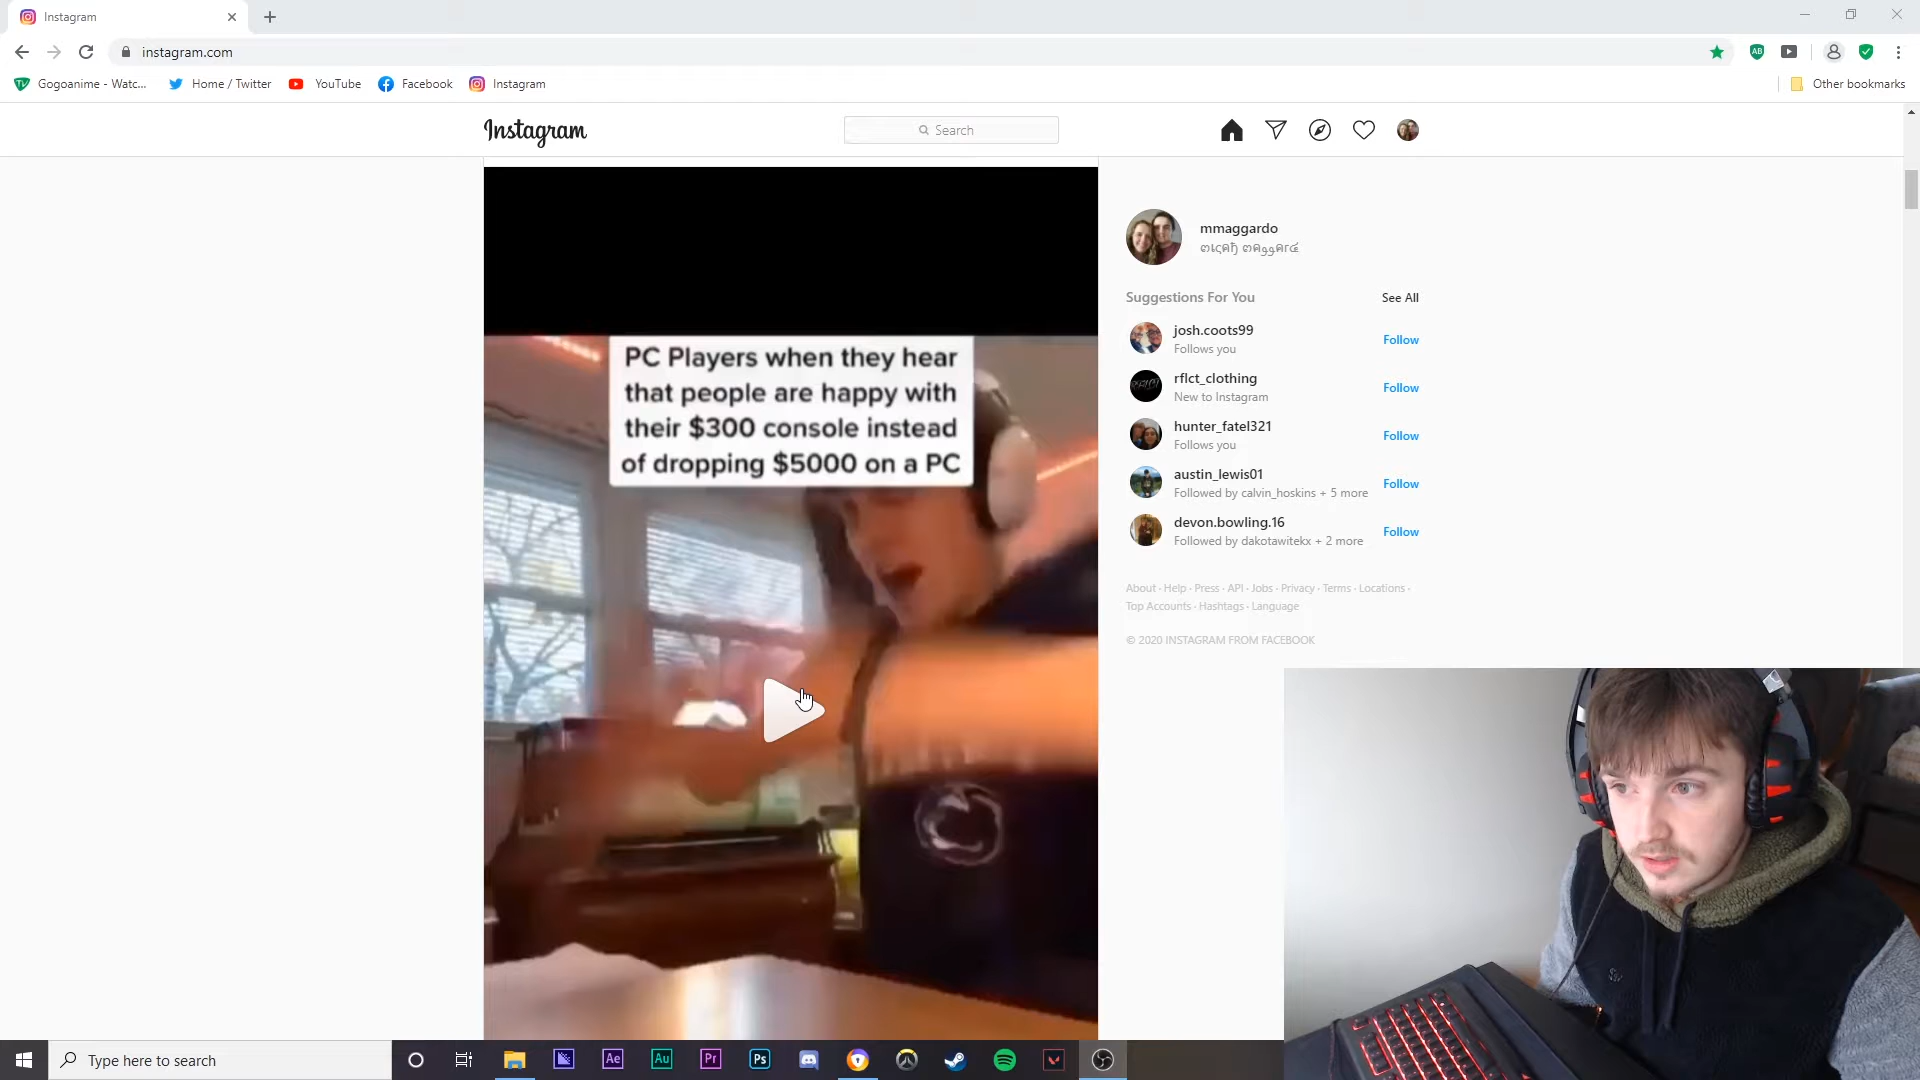 Instagram
instagram.com
Gogoanime - Watc...
Home / Twitter
YouTube
Facebook
Instagram
Other bookmarks
Instagram
Search
PC Players when they hear
that people are happy with
their $300 console instead
of dropping $5000 on a PC
mmaggardo
Suggestions For You
See All
josh.coots99
Follows you
Follow
rflct_clothing
New to Instagram
Follow
hunter_fatel321
Follows you
Follow
austin_lewis01
Followed by calvin_hoskins + 5 more
Follow
devon.bowling.16
Followed by dakotawitekx + 2 more
Follow
About · Help · Press · API · Jobs · Privacy · Terms · Locations ·
Top Accounts · Hashtags · Language
© 2020 INSTAGRAM FROM FACEBOOK
Type here to search
Ae
Au
Pr
Ps